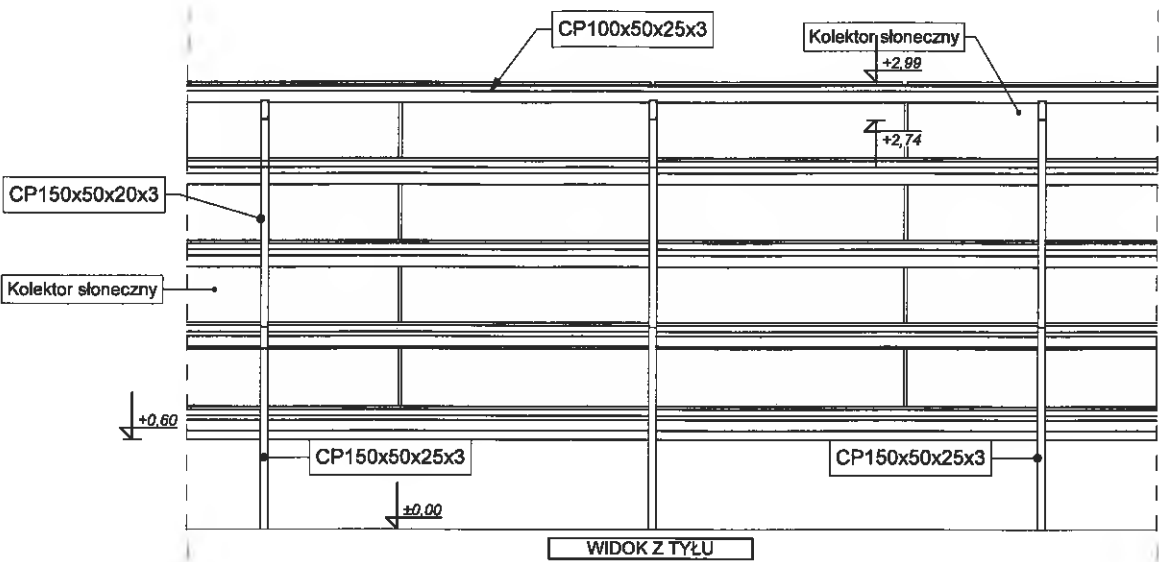 CP100x50x25x3
Kolektor słoneczny
+2,99
+2,74
CP150x50x20x3
Kolektor słoneczny
+0,60
CP150x50x25x3
CP150x50x25x3
±0,00
WIDOK Z TYŁU